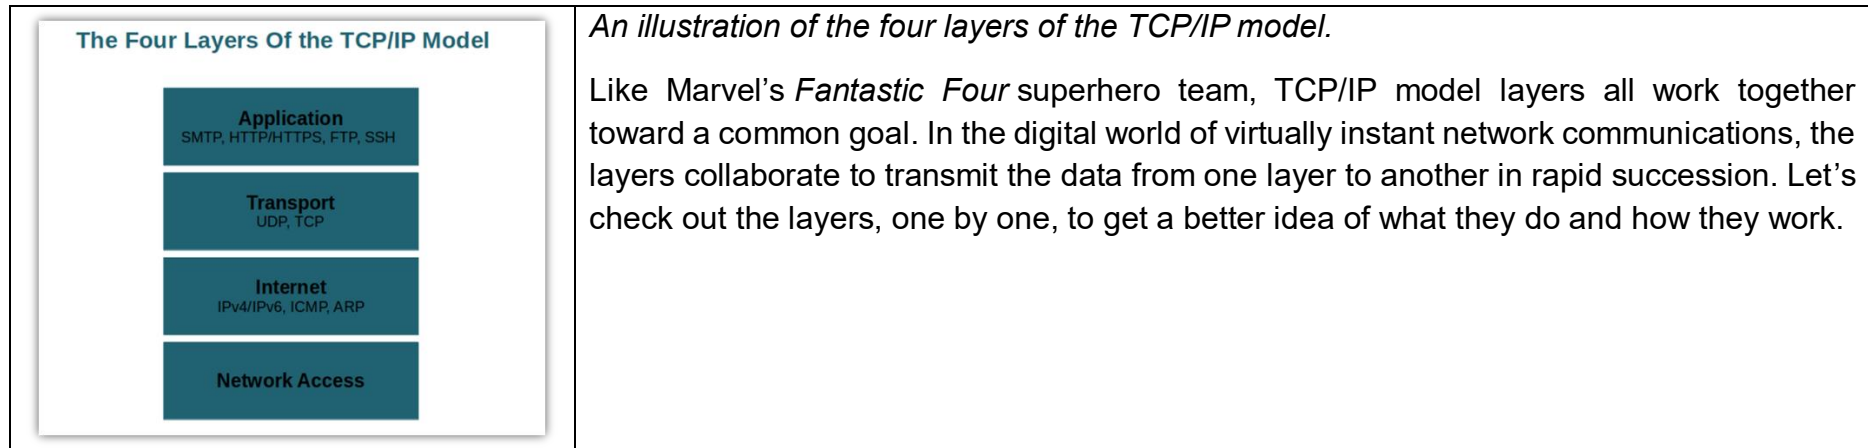 The Four Layers Of the TCP/IP Model
Application
SMTP, HTTP/HTTPS, FTP, SSH
Transport
UDP, TCP
Internet
IPv4/IPv6, ICMP, ARP
Network Access
An illustration of the four layers of the TCP/IP model.
Like Marvel’s Fantastic Four superhero team, TCP/IP model layers all work together
toward a common goal. In the digital world of virtually instant network communications, the
layers collaborate to transmit the data from one layer to another in rapid succession. Let’s
check out the layers, one by one, to get a better idea of what they do and how they work.